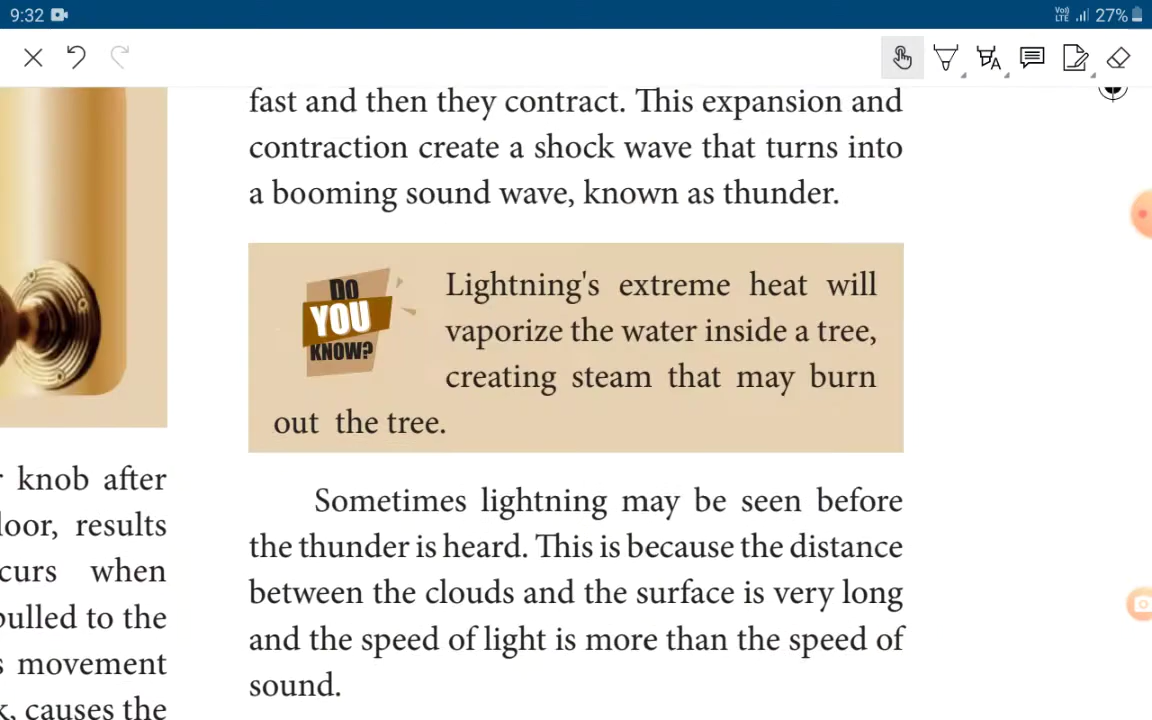 9:32
Vo)) LTE 27%
fast and then they contract. This expansion and
contraction create a shock wave that turns into
a booming sound wave, known as thunder.
DO
YOU
KNOW?
Lightning's extreme heat will
vaporize the water inside a tree,
creating steam that may burn
out the tree.
knob after
oor, results
curs when
pulled to the
movement
causes the
Sometimes lightning may be seen before
the thunder is heard. This is because the distance
between the clouds and the surface is very long
and the speed of light is more than the speed of
sound.